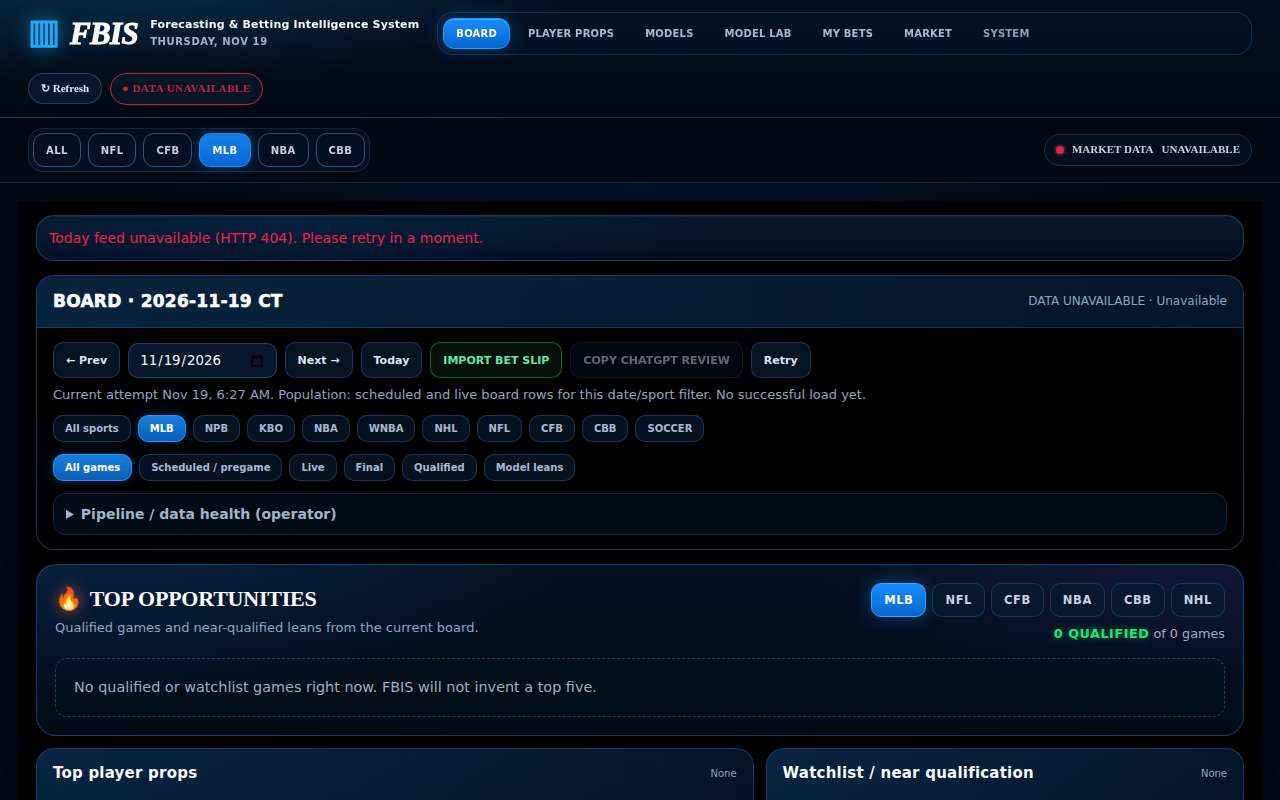 FBIS
Forecasting & Betting Intelligence System
THURSDAY, NOV 19
BOARD PLAYER PROPS MODELS MODEL LAB MY BETS MARKET SYSTEM
↻ Refresh ● DATA UNAVAILABLE
ALL NFL CFB MLB NBA CBB
MARKET DATA UNAVAILABLE
Today feed unavailable (HTTP 404). Please retry in a moment.
BOARD · 2026-11-19 CT
DATA UNAVAILABLE · Unavailable
← Prev 11/19/2026 Next → Today IMPORT BET SLIP COPY CHATGPT REVIEW Retry
Current attempt Nov 19, 6:27 AM. Population: scheduled and live board rows for this date/sport filter. No successful load yet.
All sports MLB NPB KBO NBA WNBA NHL NFL CFB CBB SOCCER
All games Scheduled / pregame Live Final Qualified Model leans
▶ Pipeline / data health (operator)
🔥 TOP OPPORTUNITIES
Qualified games and near-qualified leans from the current board.
MLB NFL CFB NBA CBB NHL
0 QUALIFIED of 0 games
No qualified or watchlist games right now. FBIS will not invent a top five.
Top player props None
Watchlist / near qualification None